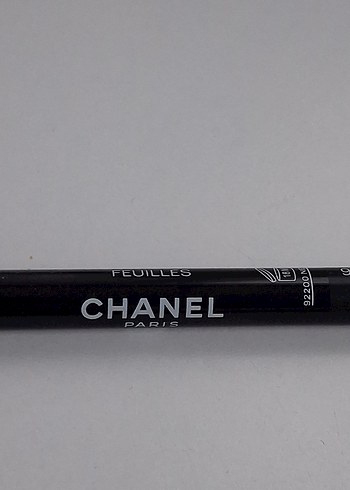 FEUILLES
CHANEL
PARIS
92200 N